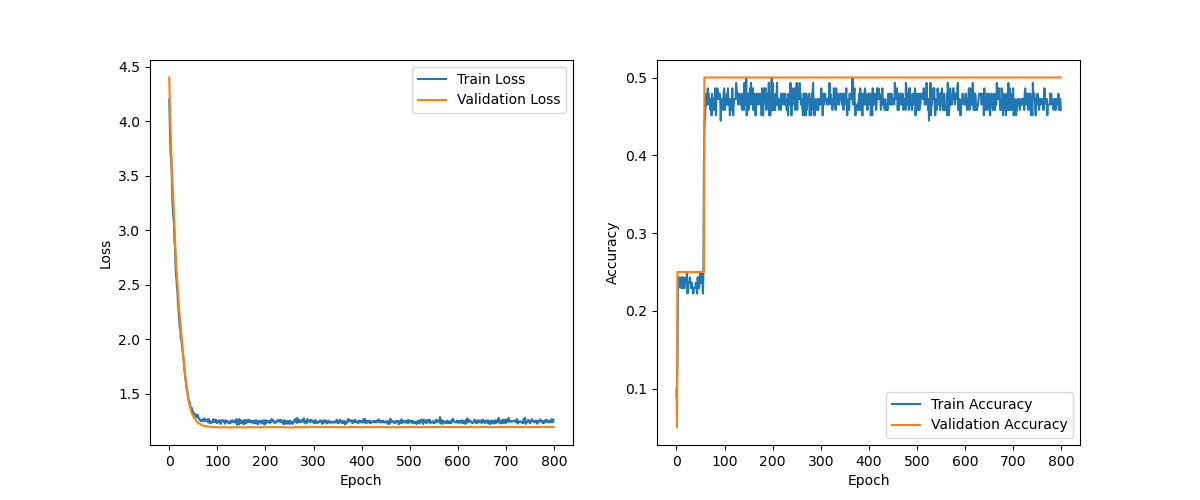 4.5
4.0
3.5
3.0
2.5
2.0
1.5
Loss
0 100 200 300 400 500 600 700 800
Epoch
Train Loss
Validation Loss
0.5
0.4
0.3
0.2
0.1
Accuracy
0 100 200 300 400 500 600 700 800
Epoch
Train Accuracy
Validation Accuracy